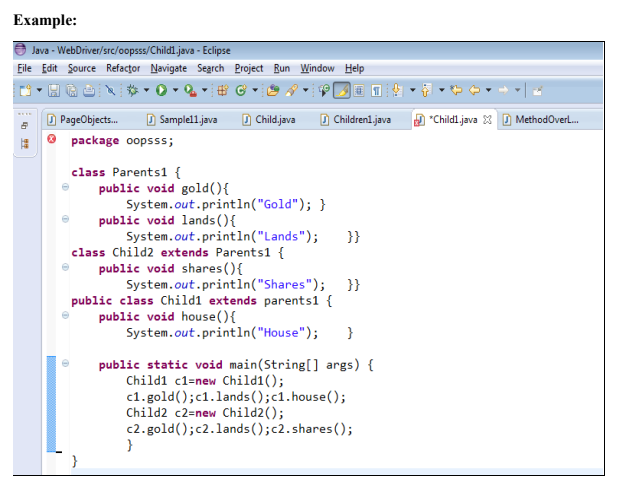 Example:
Java - WebDriver/src/oopsss/Child1.java - Eclipse
File Edit Source Refactor Navigate Search Project Run Window Help
PageObjects... Sample11.java Child.java Children1.java *Child1.java MethodOverL...
package oopsss;
class Parents1 {
public void gold(){
System.out.println("Gold"); }
public void lands(){
System.out.println("Lands"); }}
class Child2 extends Parents1 {
public void shares(){
System.out.println("Shares"); }}
public class Child1 extends parents1 {
public void house(){
System.out.println("House"); }
public static void main(String[] args) {
Child1 c1=new Child1();
c1.gold();c1.lands();c1.house();
Child2 c2=new Child2();
c2.gold();c2.lands();c2.shares();
}
}